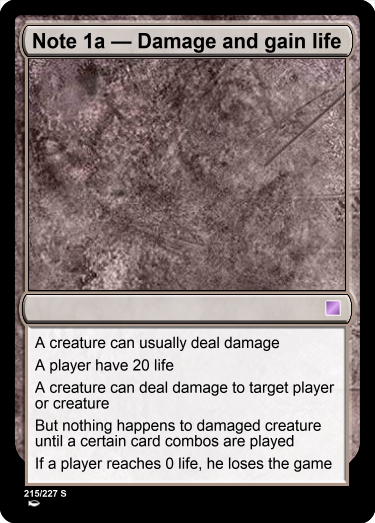 Note 1a — Damage and gain life
A creature can usually deal damage
A player have 20 life
A creature can deal damage to target player
or creature
But nothing happens to damaged creature
until a certain card combos are played
If a player reaches 0 life, he loses the game
215/227 S